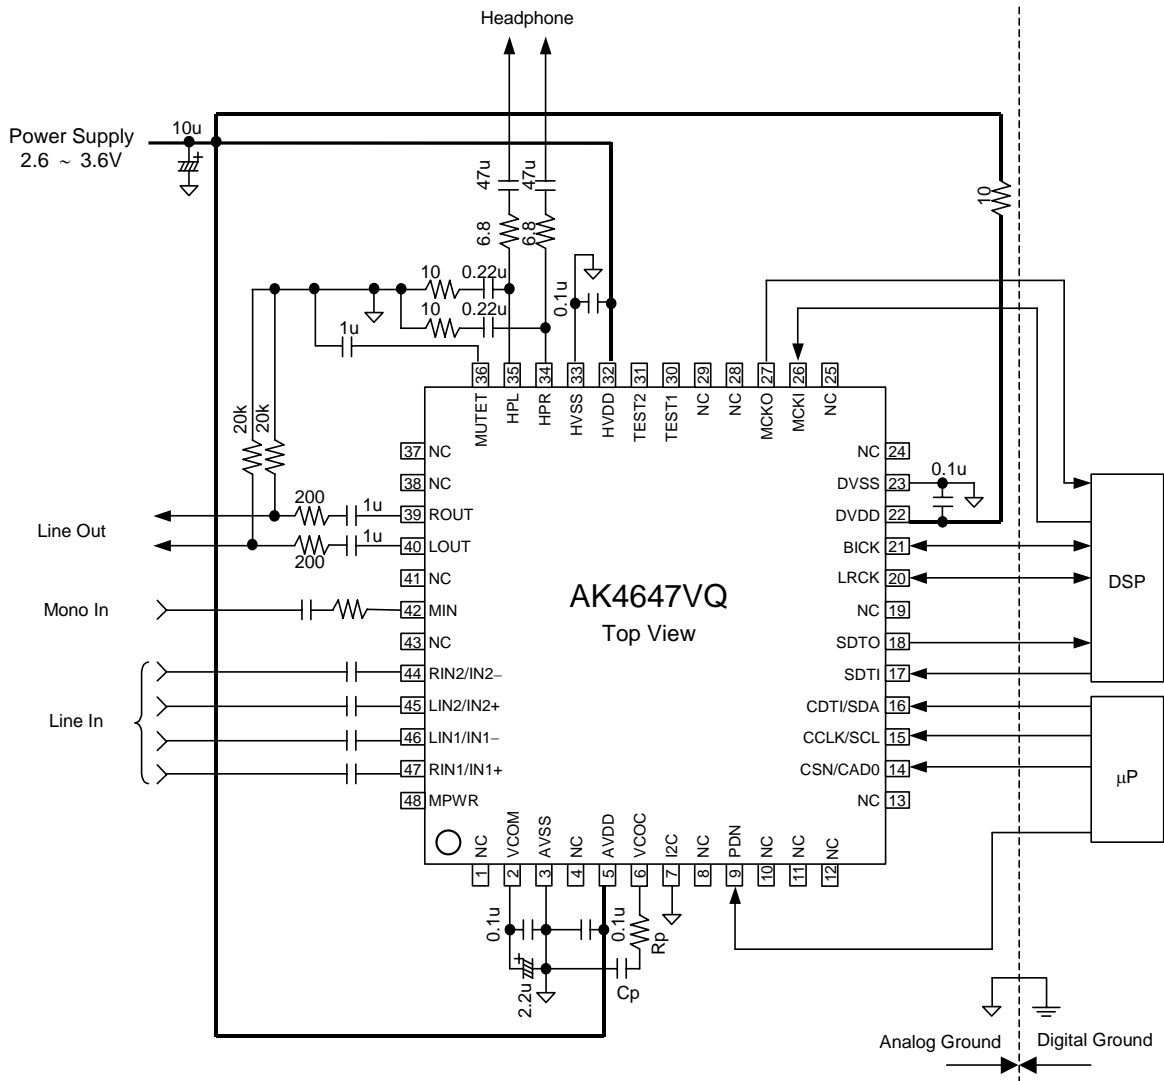 Headphone
10u
Power Supply
2.6 ~ 3.6V
47u
47u
10
6.8
6.8
10
0.22u
10
0.22u
0.1u
1u
36
35
34
33
32
31
30
29
28
27
26
25
MUTET
HPL
HPR
HVSS
HVDD
TEST2
TEST1
NC
NC
MCKO
MCKI
NC
20k
20k
37 NC
NC 24
38 NC
DVSS 23
0.1u
200
1u
39 ROUT
DVDD 22
Line Out
200
1u
40 LOUT
BICK 21
41 NC
LRCK 20
DSP
AK4647VQ
Top View
Mono In
42 MIN
NC 19
43 NC
SDTO 18
44 RIN2/IN2−
SDTI 17
Line In
45 LIN2/IN2+
CDTI/SDA 16
46 LIN1/IN1−
CCLK/SCL 15
47 RIN1/IN1+
CSN/CAD0 14
μP
48 MPWR
NC 13
NC
VCOM
AVSS
NC
AVDD
VCOC
I2C
NC
PDN
NC
NC
NC
1
2
3
4
5
6
7
8
9
10
11
12
0.1u
0.1u
Rp
2.2u
+
Cp
Analog Ground
Digital Ground